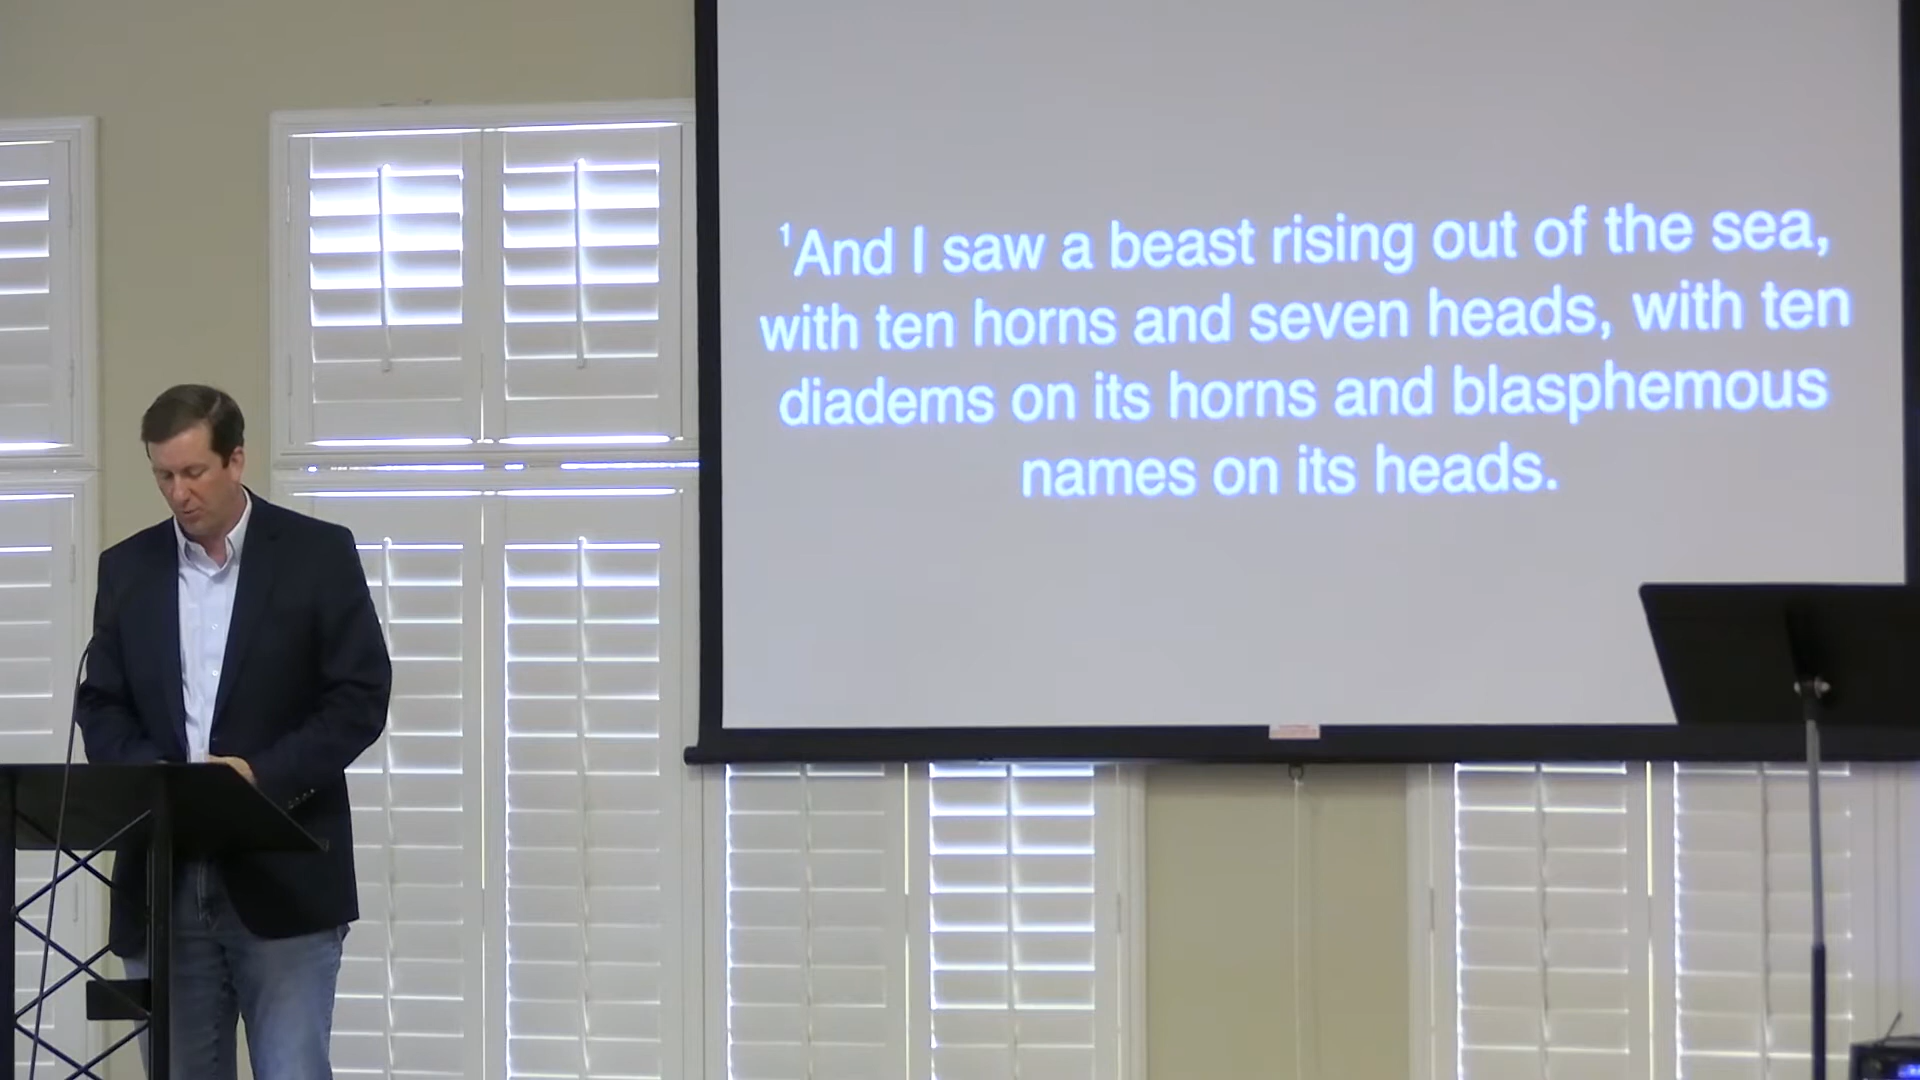 ¹And I saw a beast rising out of the sea,
with ten horns and seven heads, with ten
diadems on its horns and blasphemous
names on its heads.